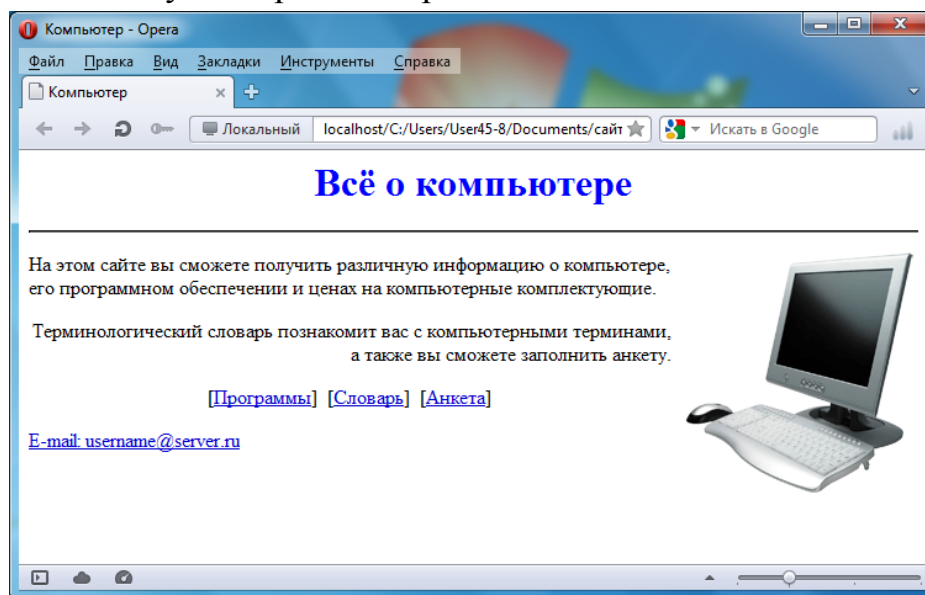 Компьютер - Opera
Файл Правка Вид Закладки Инструменты Справка
Компьютер
Локальный localhost/C:/Users/User45-8/Documents/сайт Искать в Google
Всё о компьютере
На этом сайте вы сможете получить различную информацию о компьютере,
его программном обеспечении и ценах на компьютерные комплектующие.
Терминологический словарь познакомит вас с компьютерными терминами,
а также вы сможете заполнить анкету.
[Программы] [Словарь] [Анкета]
E-mail: username@server.ru